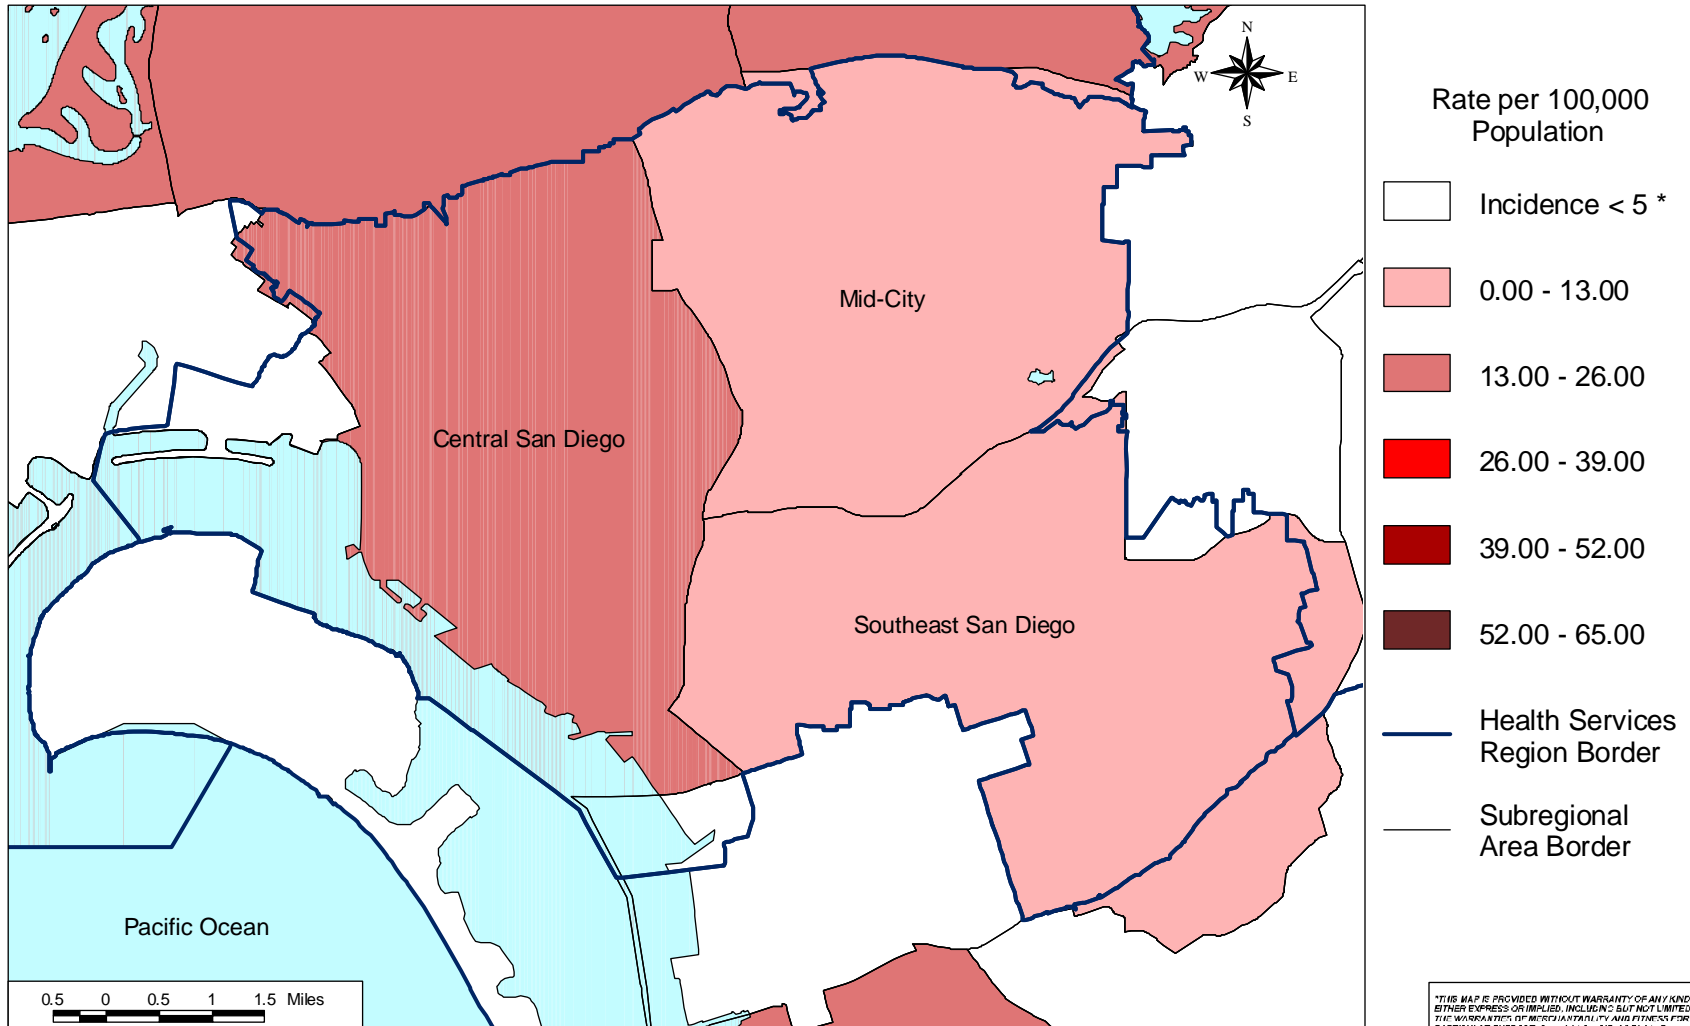 N
W E
S
Rate per 100,000
Population
Incidence < 5 *
0.00 - 13.00
13.00 - 26.00
26.00 - 39.00
39.00 - 52.00
52.00 - 65.00
Health Services
Region Border
Subregional
Area Border
Mid-City
Central San Diego
Southeast San Diego
Pacific Ocean
0.5 0 0.5 1 1.5 Miles
*THIS MAP IS PROVIDED WITHOUT WARRANTY OF ANY KIND
EITHER EXPRESS OR IMPLIED, INCLUDING BUT NOT LIMITED
THE WARRANTIES OF MERCHANTABILITY AND FITNESS FOR